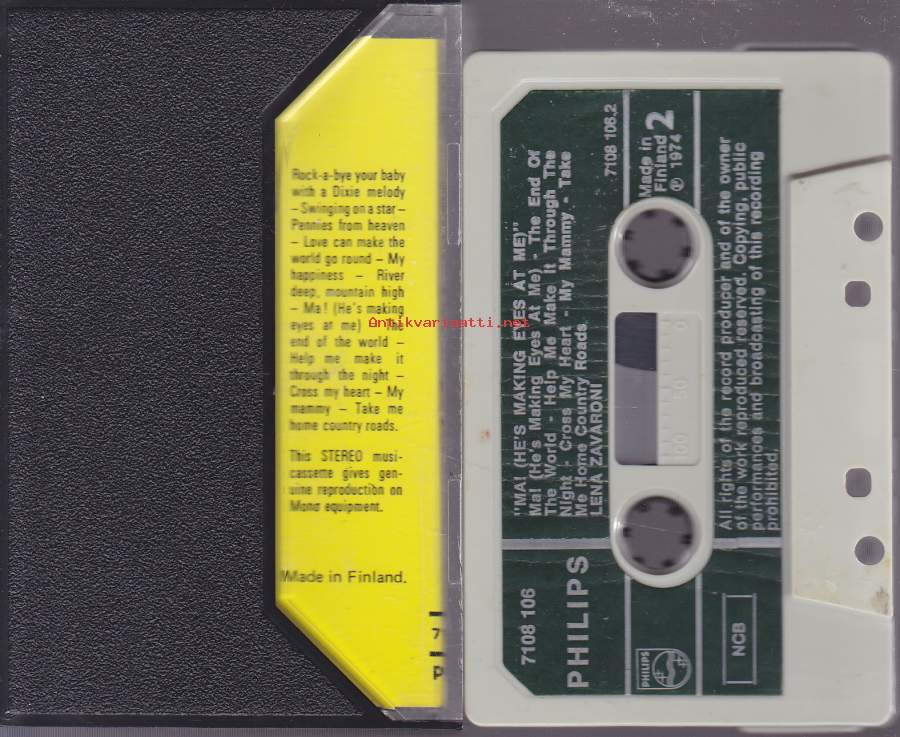 Rock-a-bye your baby
with a Dixie melody
– Swinging on a star –
Pennies from heaven
– Love can make the
world go round – My
happiness – River
deep, mountain high
– Ma! (He's making
eyes at me) – The
end of the world –
Help me make it
through the night –
Cross my heart – My
mammy – Take me
home country roads.
This STEREO musi-
cassette gives gen-
uine reproduction on
Mono equipment.
Made in Finland.
7
P
Antikvariaatti.net
7108 106
PHILIPS
PHILIPS
NCB
"MA! (HE'S MAKING EYES AT ME)"
Ma! (He's Making Eyes At Me) - The End Of
The World - Help Me Make It Through The
Night - Cross My Heart - My Mammy - Take
Me Home Country Roads
LENA ZAVARONI
7108 106.2
Made in
Finland
℗ 1974
2
100 50 0
All rights of the record producer and of the owner
of the work reproduced reserved. Copying, public
performances and broadcasting of this recording
prohibited.